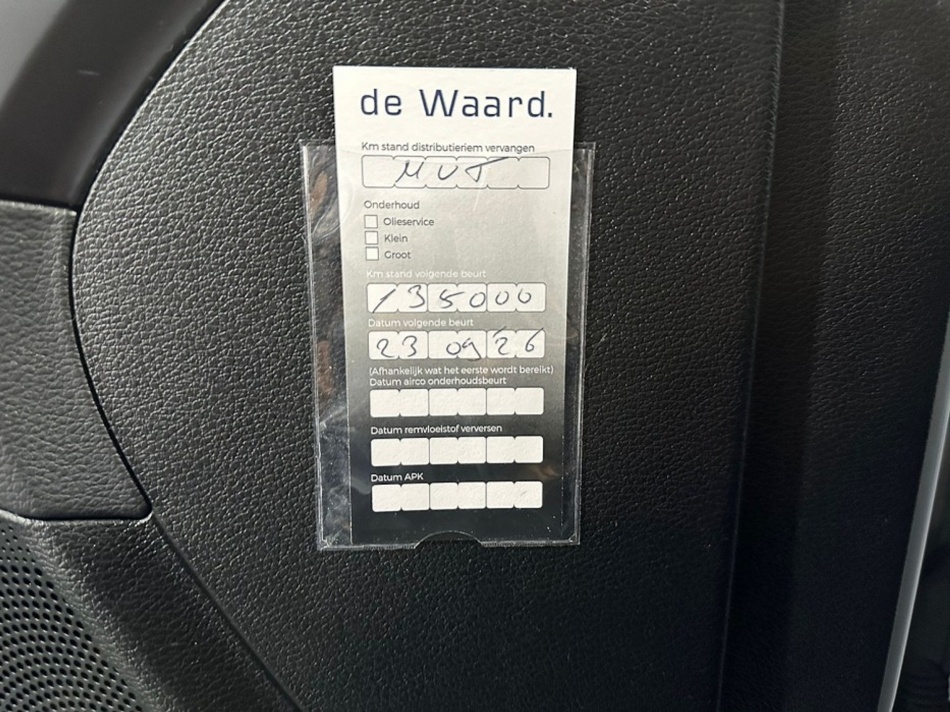 de Waard.
Km stand distributieriem vervangen
NVT
Onderhoud
Olieservice
Klein
Groot
Km stand volgende beurt
135000
Datum volgende beurt
23 09 26
(Afhankelijk wat het eerste wordt bereikt)
Datum airco onderhoudsbeurt
Datum remvloeistof verversen
Datum APK